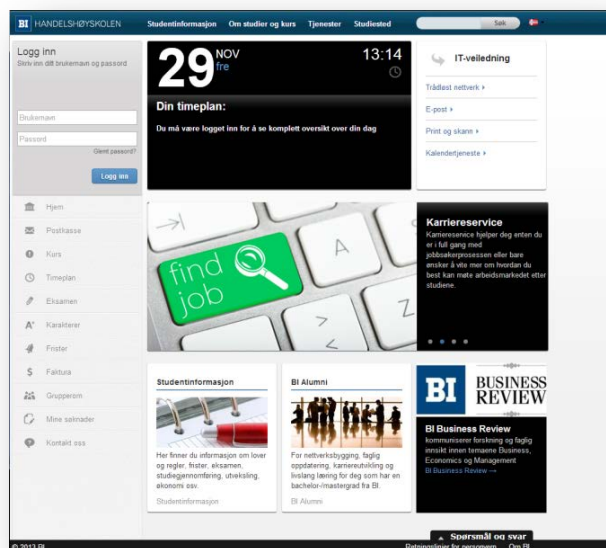 BI HANDELSHØYSKOLEN
Studentinformasjon Om studier og kurs Tjenester Studiested
Søk
Logg inn
Skriv inn ditt brukernavn og passord
Brukernavn
Passord
Glemt passord?
Logg inn
Hjem
Postkasse
Kurs
Timeplan
Eksamen
Karakterer
Frister
Faktura
Grupperom
Mine søknader
Kontakt oss
29 NOV
fre
13:14
Din timeplan:
Du må være logget inn for å se komplett oversikt over din dag
IT-veiledning
Trådløst nettverk
E-post
Print og skann
Kalendertjeneste
find
job
A
N
>
<
Z
Karriereservice
Karriereservice hjelper deg enten du
er i full gang med
jobbsøkerprosessen eller bare
ønsker å vite mer om hvordan du
best kan møte arbeidsmarkedet etter
studiene.
Studentinformasjon
Her finner du informasjon om lover
og regler, frister, eksamen,
studiegjennomføring, utveksling,
økonomi osv.
Studentinformasjon
BI Alumni
For nettverksbygging, faglig
oppdatering, karriereutvikling og
livslang læring for deg som har en
bachelor-/mastergrad fra BI.
BI Alumni
BI BUSINESS
REVIEW
BI Business Review
kommuniserer forskning og faglig
innsikt innen temaene Business,
Economics og Management
BI Business Review →
Spørsmål og svar
© 2013 BI
Retningslinjer for personvern Om BI